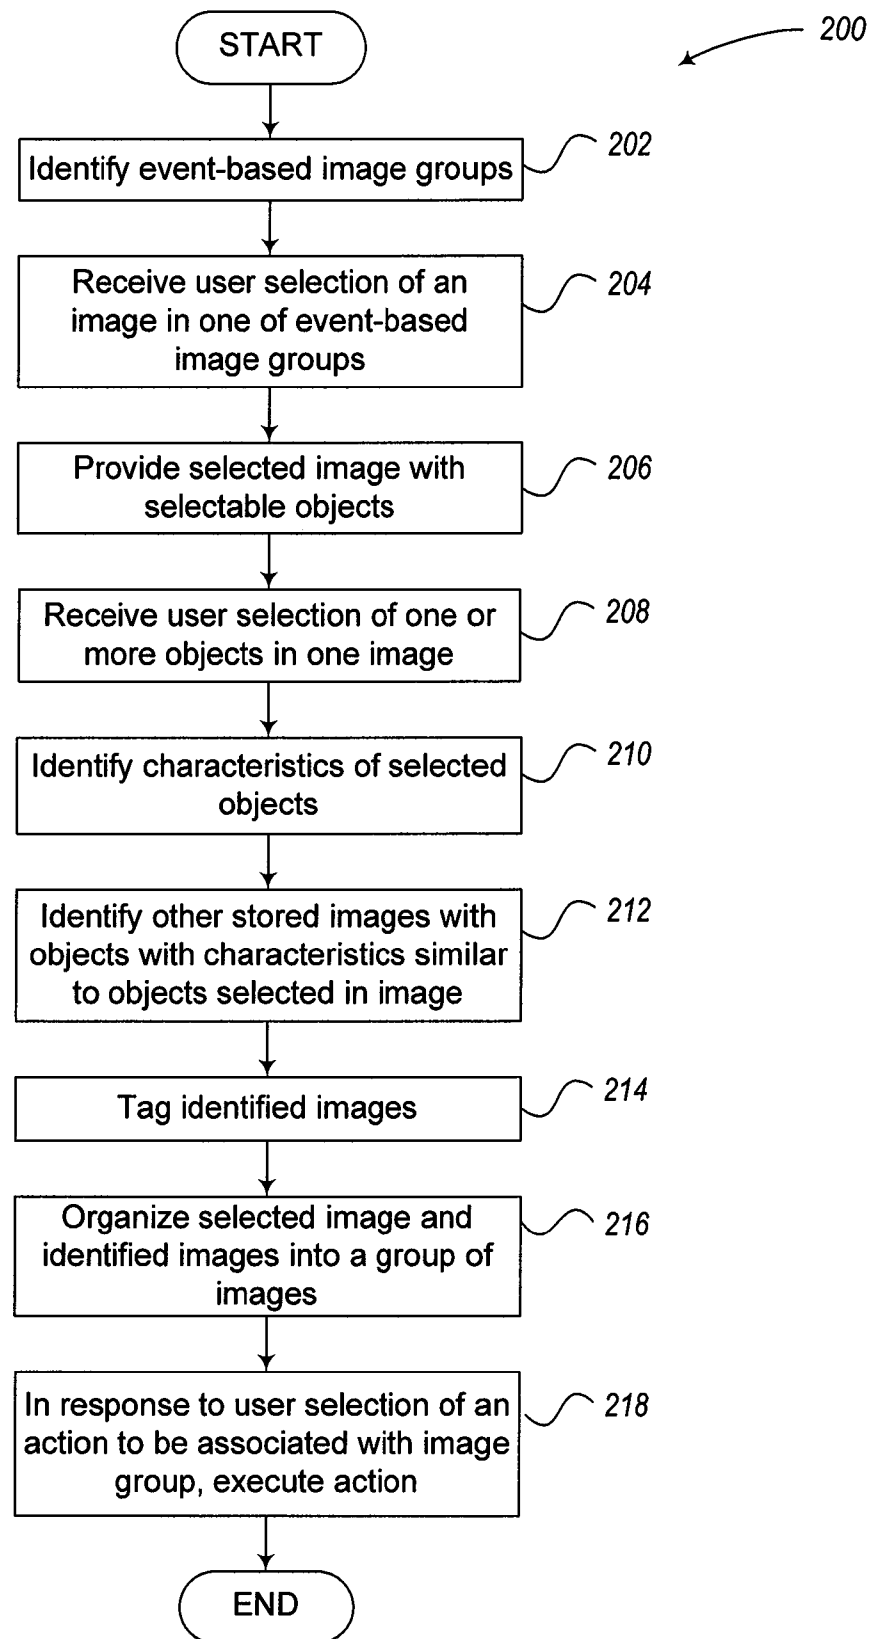 START
200
Identify event-based image groups
202
Receive user selection of an
image in one of event-based
image groups
204
Provide selected image with
selectable objects
206
Receive user selection of one or
more objects in one image
208
Identify characteristics of selected
objects
210
Identify other stored images with
objects with characteristics similar
to objects selected in image
212
Tag identified images
214
Organize selected image and
identified images into a group of
images
216
In response to user selection of an
action to be associated with image
group, execute action
218
END